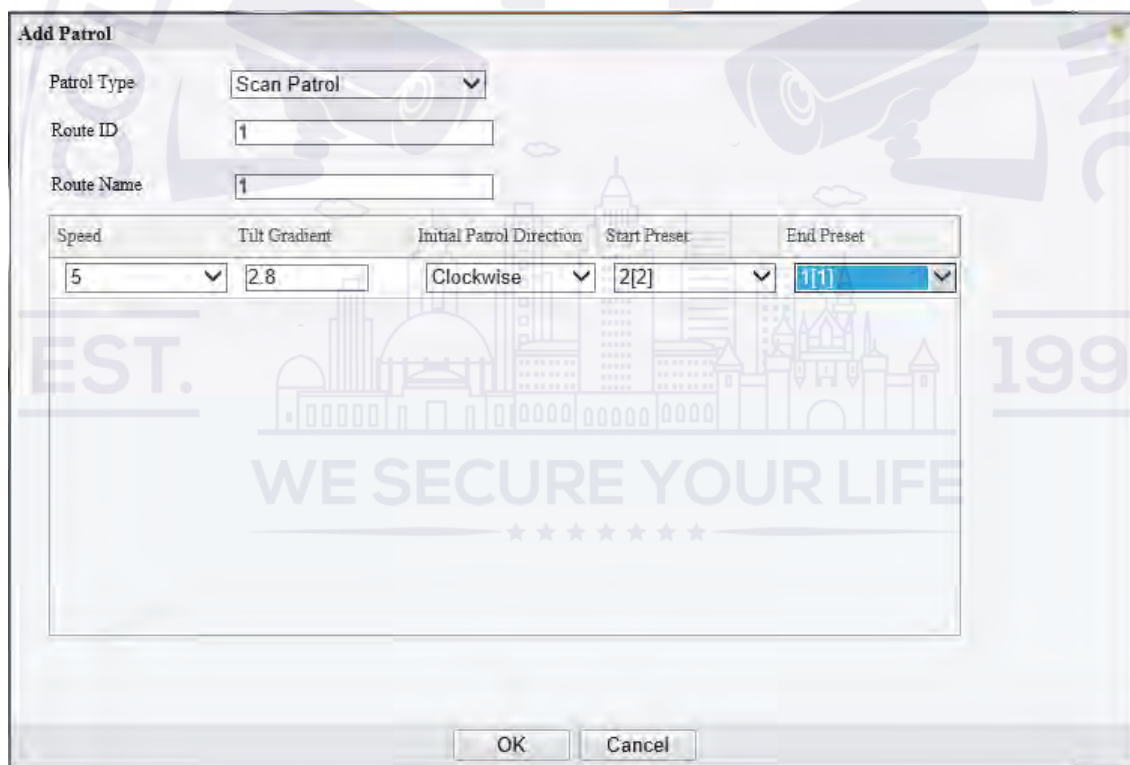 Add Patrol
Patrol Type Scan Patrol
Route ID 1
Route Name 1
Speed Tilt Gradient Initial Patrol Direction Start Preset End Preset
5 2.8 Clockwise 2[2] 1[1]
EST. 199
WE SECURE YOUR LIFE
OK Cancel
INC